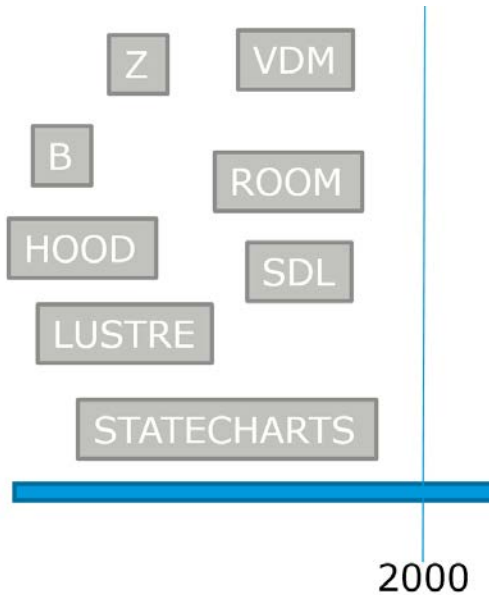 Z
VDM
B
ROOM
HOOD
SDL
LUSTRE
STATECHARTS
2000